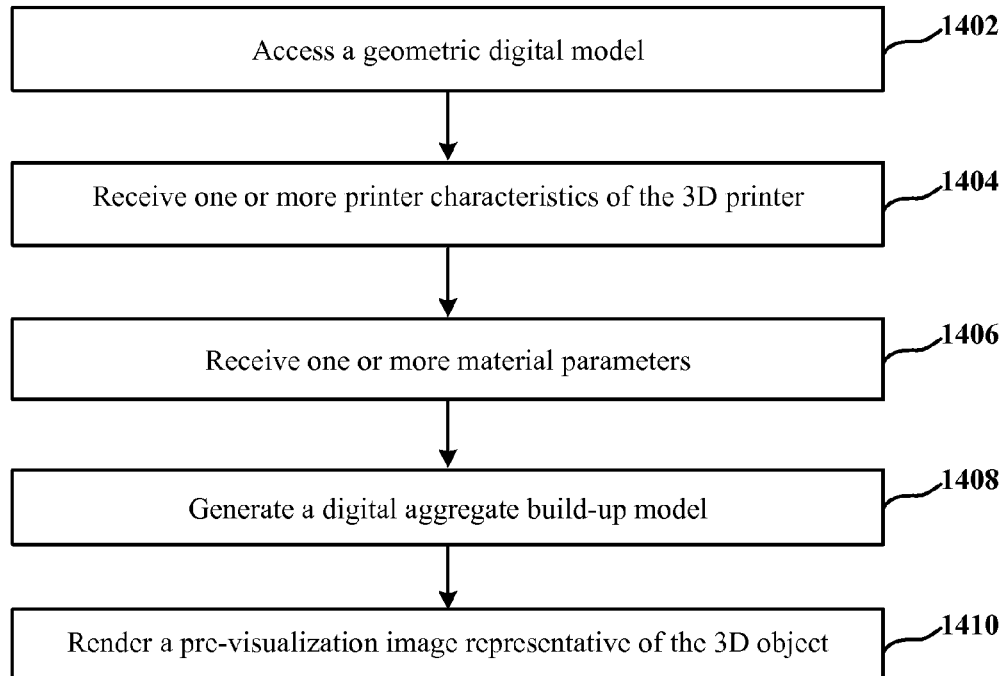 1402
Access a geometric digital model
1404
Receive one or more printer characteristics of the 3D printer
1406
Receive one or more material parameters
1408
Generate a digital aggregate build-up model
1410
Render a pre-visualization image representative of the 3D object